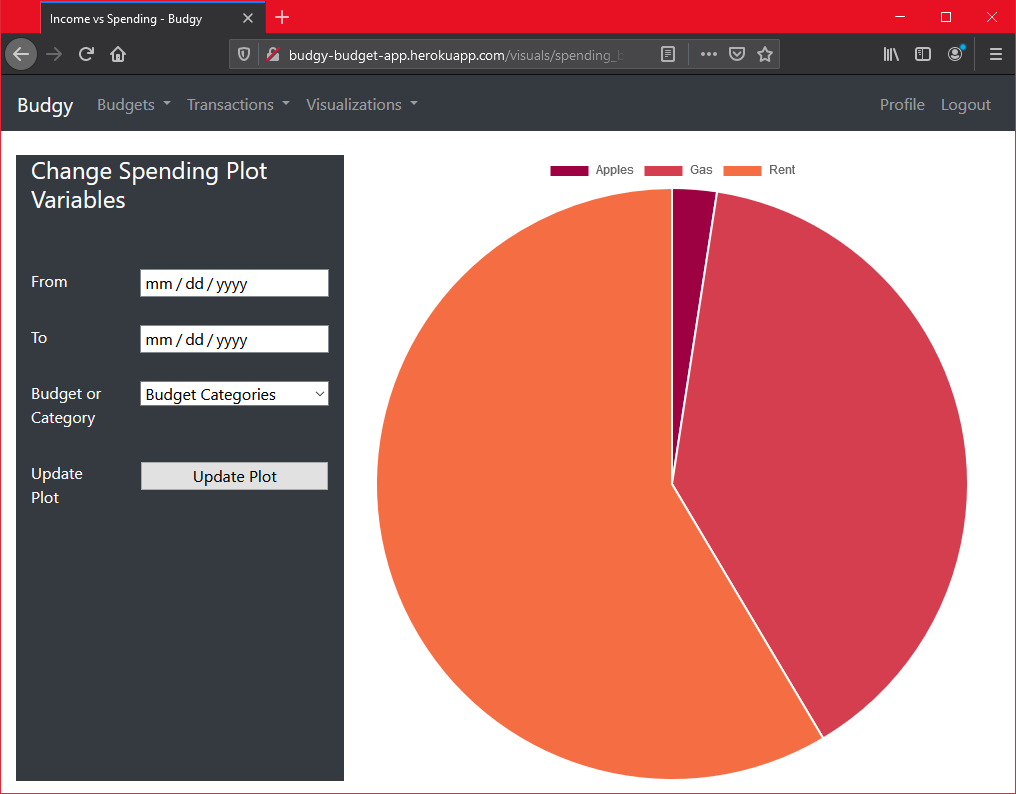 Income vs Spending - Budgy
budgy-budget-app.herokuapp.com/visuals/spending_b
Budgy Budgets Transactions Visualizations Profile Logout
Change Spending Plot
Variables
From mm / dd / yyyy
To mm / dd / yyyy
Budget or
Category
Budget Categories
Update
Plot
Update Plot
Apples Gas Rent